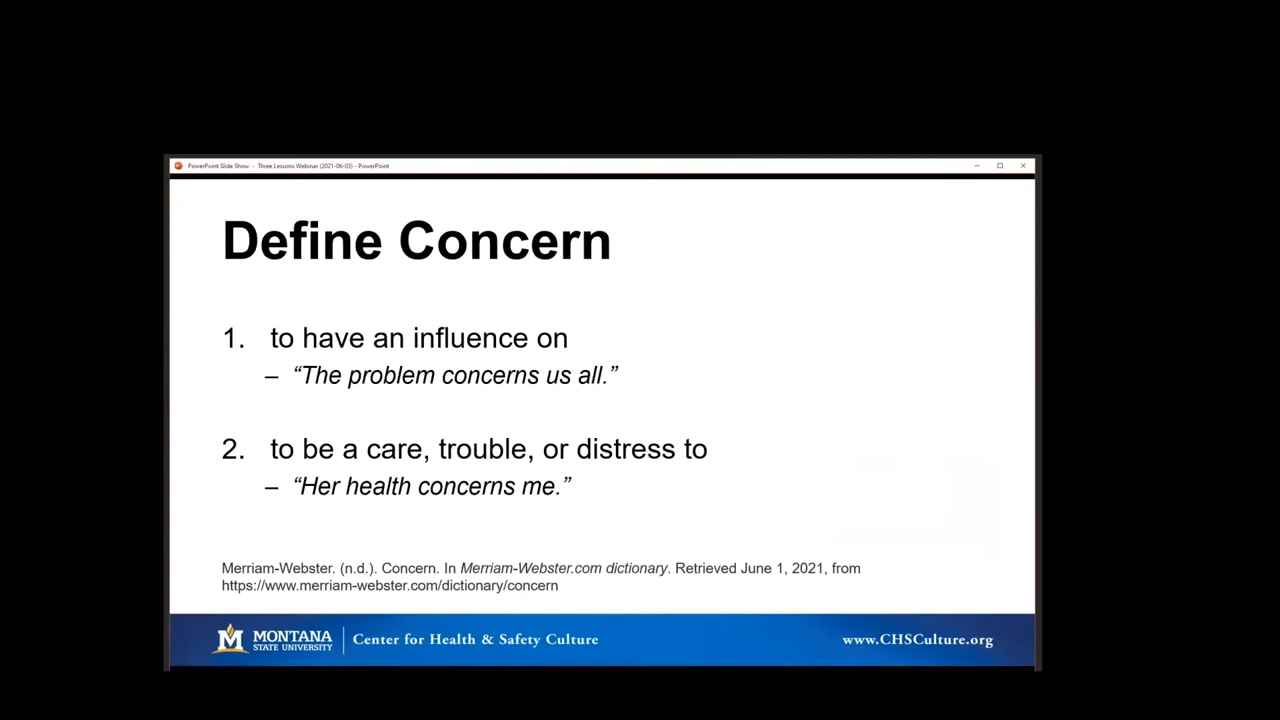 PowerPoint Slide Show - Three Lessons Webinar (2021-06-03) - PowerPoint
Define Concern
1. to have an influence on
– “The problem concerns us all.”
2. to be a care, trouble, or distress to
– “Her health concerns me.”
Merriam-Webster. (n.d.). Concern. In Merriam-Webster.com dictionary. Retrieved June 1, 2021, from
https://www.merriam-webster.com/dictionary/concern
M MONTANA
STATE UNIVERSITY
Center for Health & Safety Culture
www.CHSCulture.org